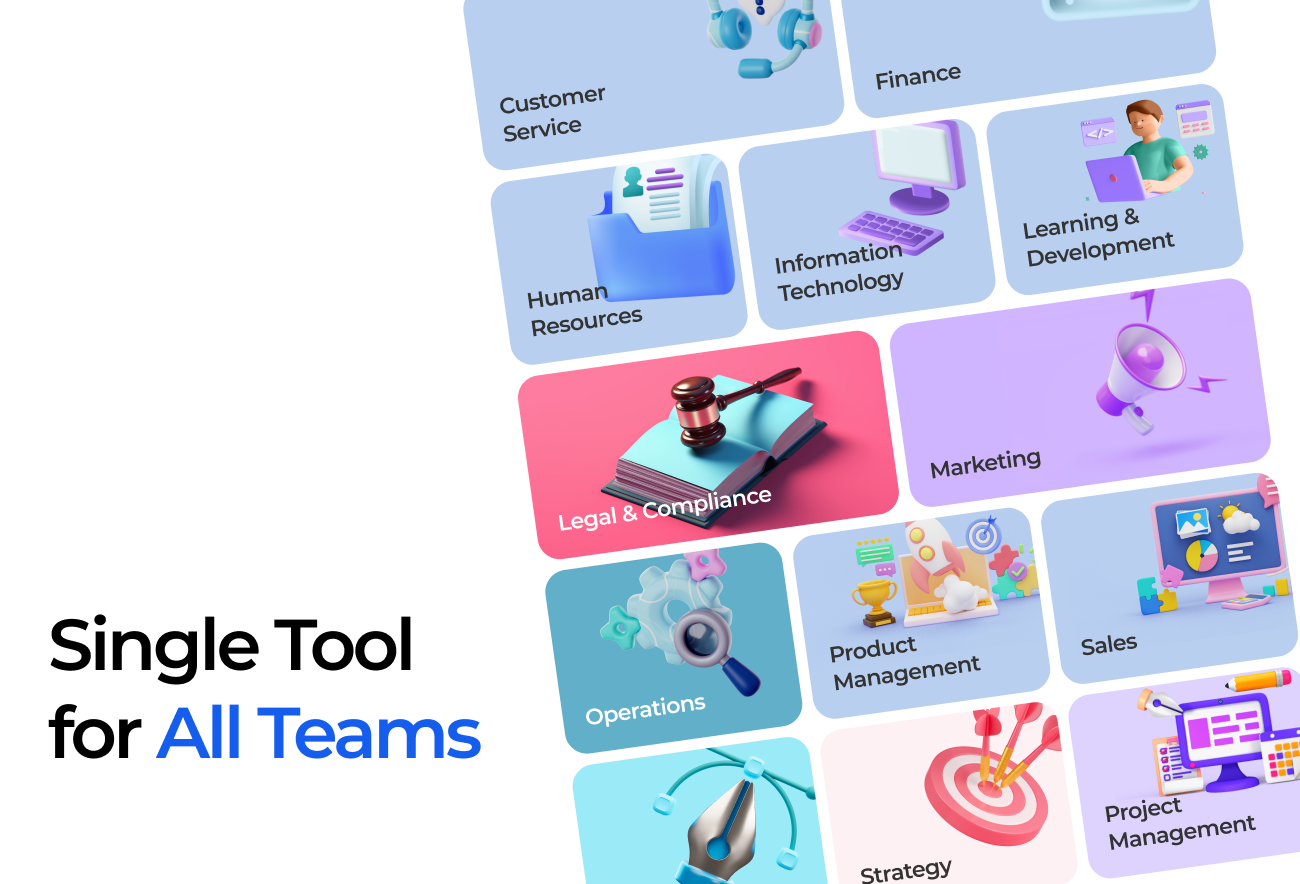 Customer
Service
Finance
Human
Resources
Information
Technology
Learning &
Development
Legal & Compliance
Marketing
Operations
Product
Management
Sales
Strategy
Project
Management
Single Tool
for All Teams